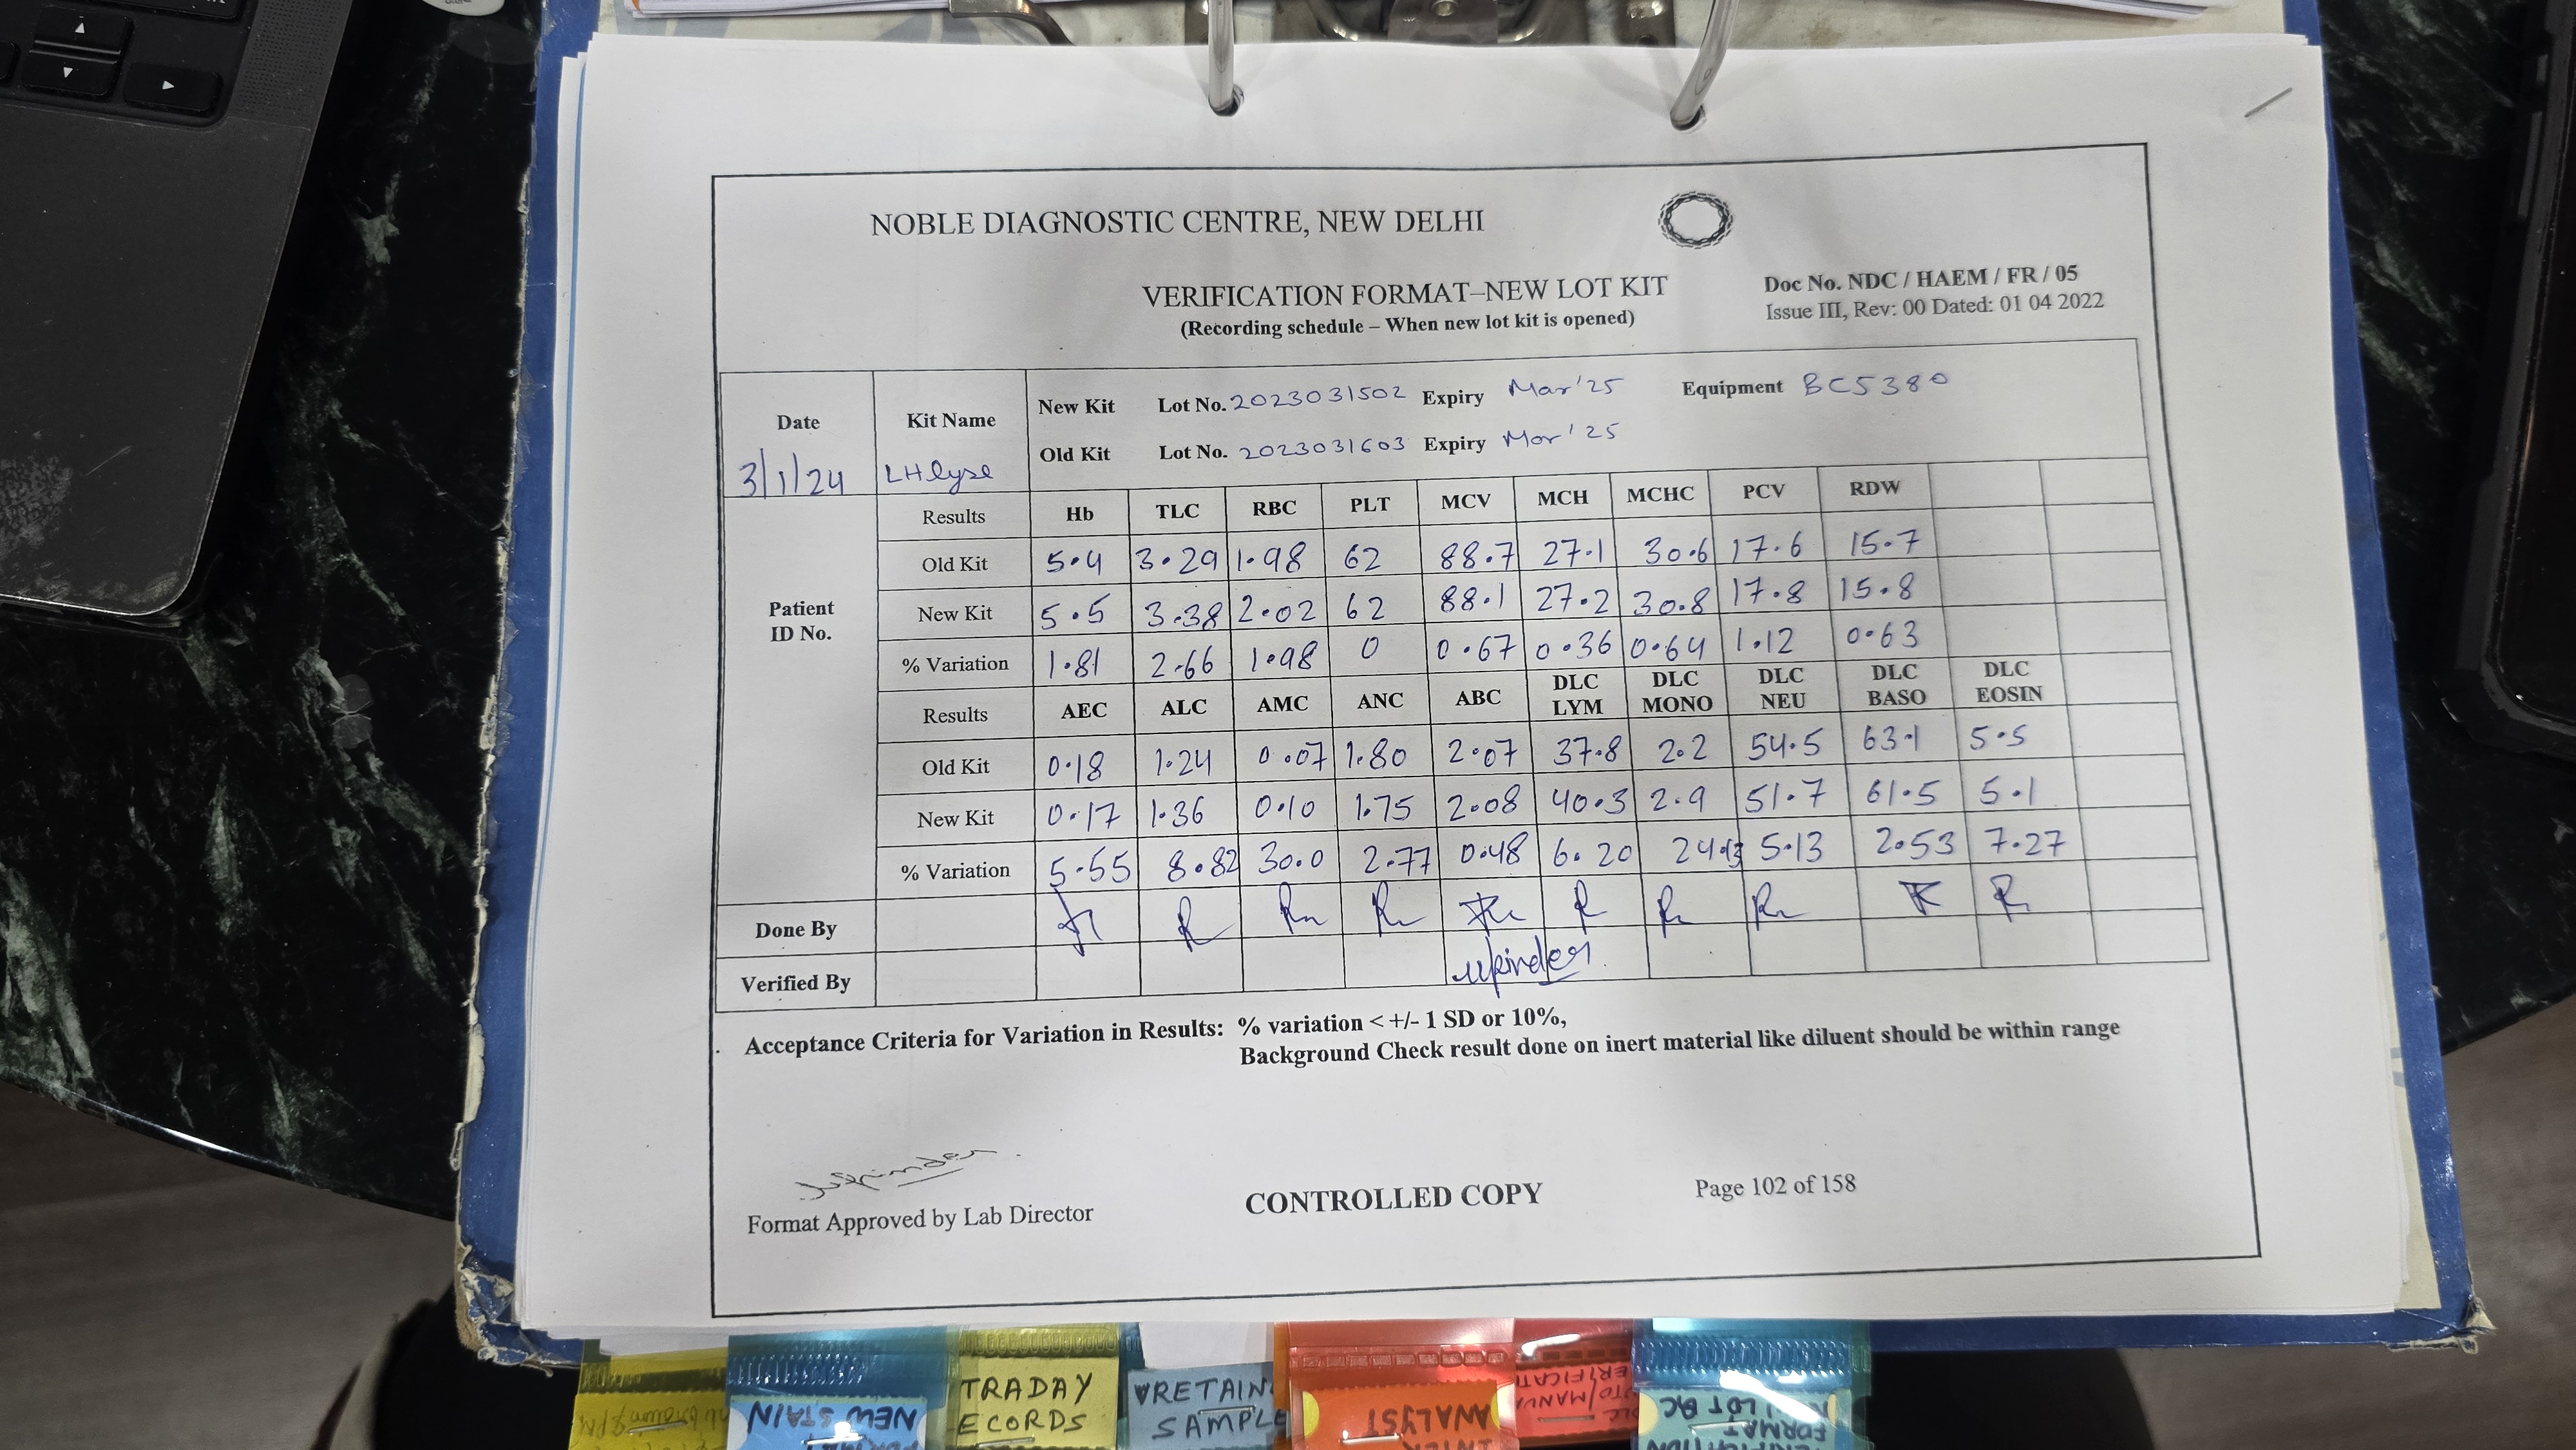 NOBLE DIAGNOSTIC CENTRE, NEW DELHI
Doc No. NDC / HAEM / FR / 05
VERIFICATION FORMAT–NEW LOT KIT
Issue III, Rev: 00 Dated: 01 04 2022
(Recording schedule – When new lot kit is opened)
Date Kit Name New Kit Lot No. 2023031502 Expiry Mar'25 Equipment BC5380
Old Kit Lot No. 2023031603 Expiry Mar'25
3/1/24 LHlyse
Results Hb TLC RBC PLT MCV MCH MCHC PCV RDW
Old Kit 5.4 3.29 1.98 62 88.7 27.1 30.6 17.6 15.7
Patient ID No.
New Kit 5.5 3.38 2.02 62 88.1 27.2 30.8 17.8 15.8
% Variation 1.81 2.66 1.98 0 0.67 0.36 0.64 1.12 0.63
Results AEC ALC AMC ANC ABC DLC LYM DLC MONO DLC NEU DLC BASO DLC EOSIN
Old Kit 0.18 1.24 0.07 1.80 2.07 37.8 2.2 54.5 63.1 5.5
New Kit 0.17 1.36 0.10 1.75 2.08 40.3 2.9 51.7 61.5 5.1
% Variation 5.55 8.82 30.0 2.77 0.48 6.20 5.13 2.53 7.27
Done By
Verified By
Acceptance Criteria for Variation in Results: % variation < +/- 1 SD or 10%,
Background Check result done on inert material like diluent should be within range
Format Approved by Lab Director
CONTROLLED COPY
Page 102 of 158
NEW STAIN
TRADAY
ECORDS
RETAIN
SAMPLE
ANALYST